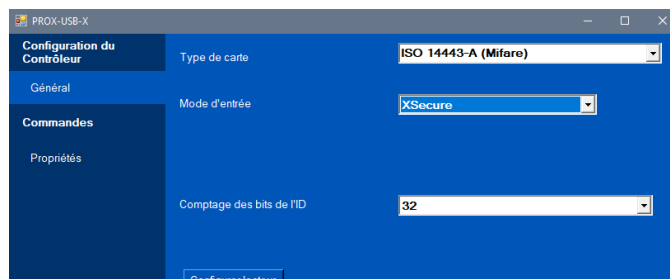 PROX-USB-X
Configuration du
Contrôleur
Général
Commandes
Propriétés
Type de carte
ISO 14443-A (Mifare)
Mode d'entrée
XSecure
Comptage des bits de l'ID
32